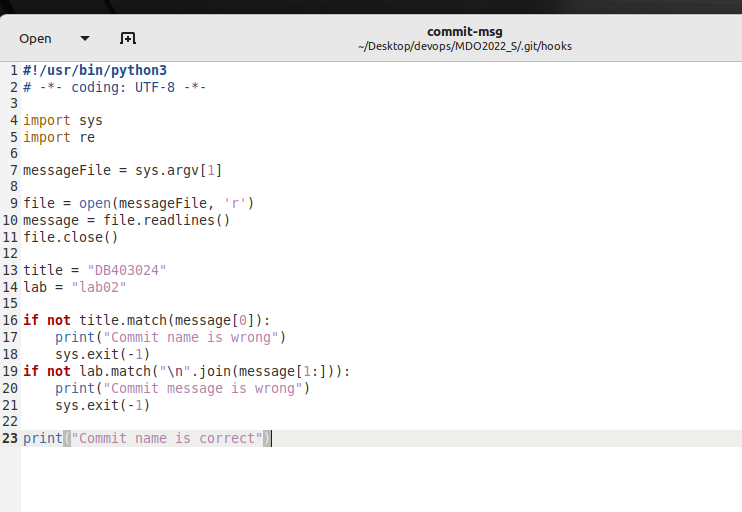 Open
commit-msg
~/Desktop/devops/MDO2022_S/.git/hooks
1 #!/usr/bin/python3
2 # -*- coding: UTF-8 -*-
3
4 import sys
5 import re
6
7 messageFile = sys.argv[1]
8
9 file = open(messageFile, 'r')
10 message = file.readlines()
11 file.close()
12
13 title = "DB403024"
14 lab = "lab02"
15
16 if not title.match(message[0]):
17     print("Commit name is wrong")
18     sys.exit(-1)
19 if not lab.match("\n".join(message[1:])):
20     print("Commit message is wrong")
21     sys.exit(-1)
22
23 print("Commit name is correct")